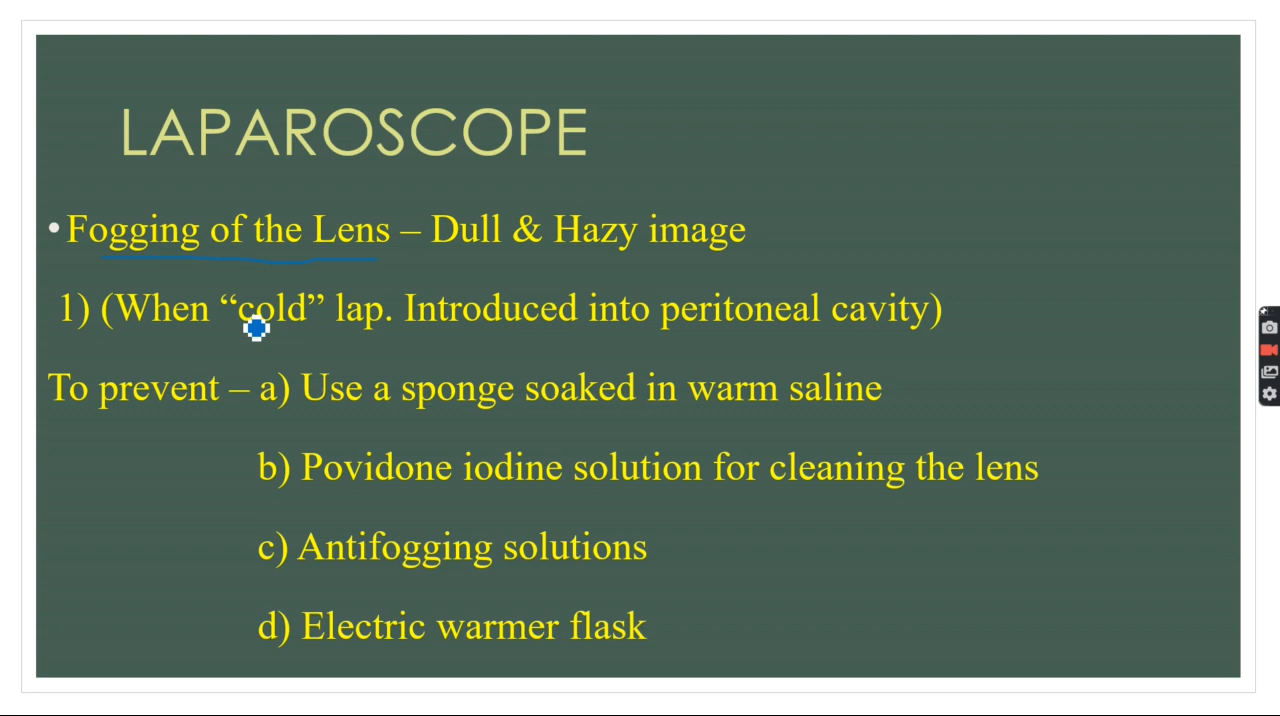 LAPAROSCOPE
• Fogging of the Lens – Dull & Hazy image
1) (When “cold” lap. Introduced into peritoneal cavity)
To prevent – a) Use a sponge soaked in warm saline
b) Povidone iodine solution for cleaning the lens
c) Antifogging solutions
d) Electric warmer flask